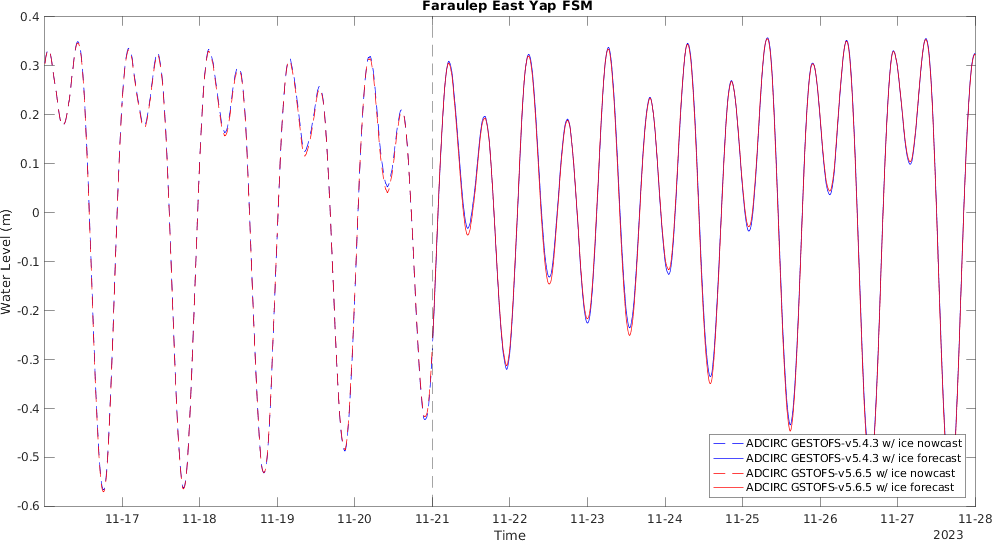 Faraulep East Yap FSM
0.4
0.3
0.2
0.1
0
-0.1
-0.2
-0.3
-0.4
-0.5
-0.6
Water Level (m)
ADCIRC GESTOFS-v5.4.3 w/ ice nowcast
ADCIRC GESTOFS-v5.4.3 w/ ice forecast
ADCIRC GSTOFS-v5.6.5 w/ ice nowcast
ADCIRC GSTOFS-v5.6.5 w/ ice forecast
11-17 11-18 11-19 11-20 11-21 11-22 11-23 11-24 11-25 11-26 11-27 11-28
Time
2023